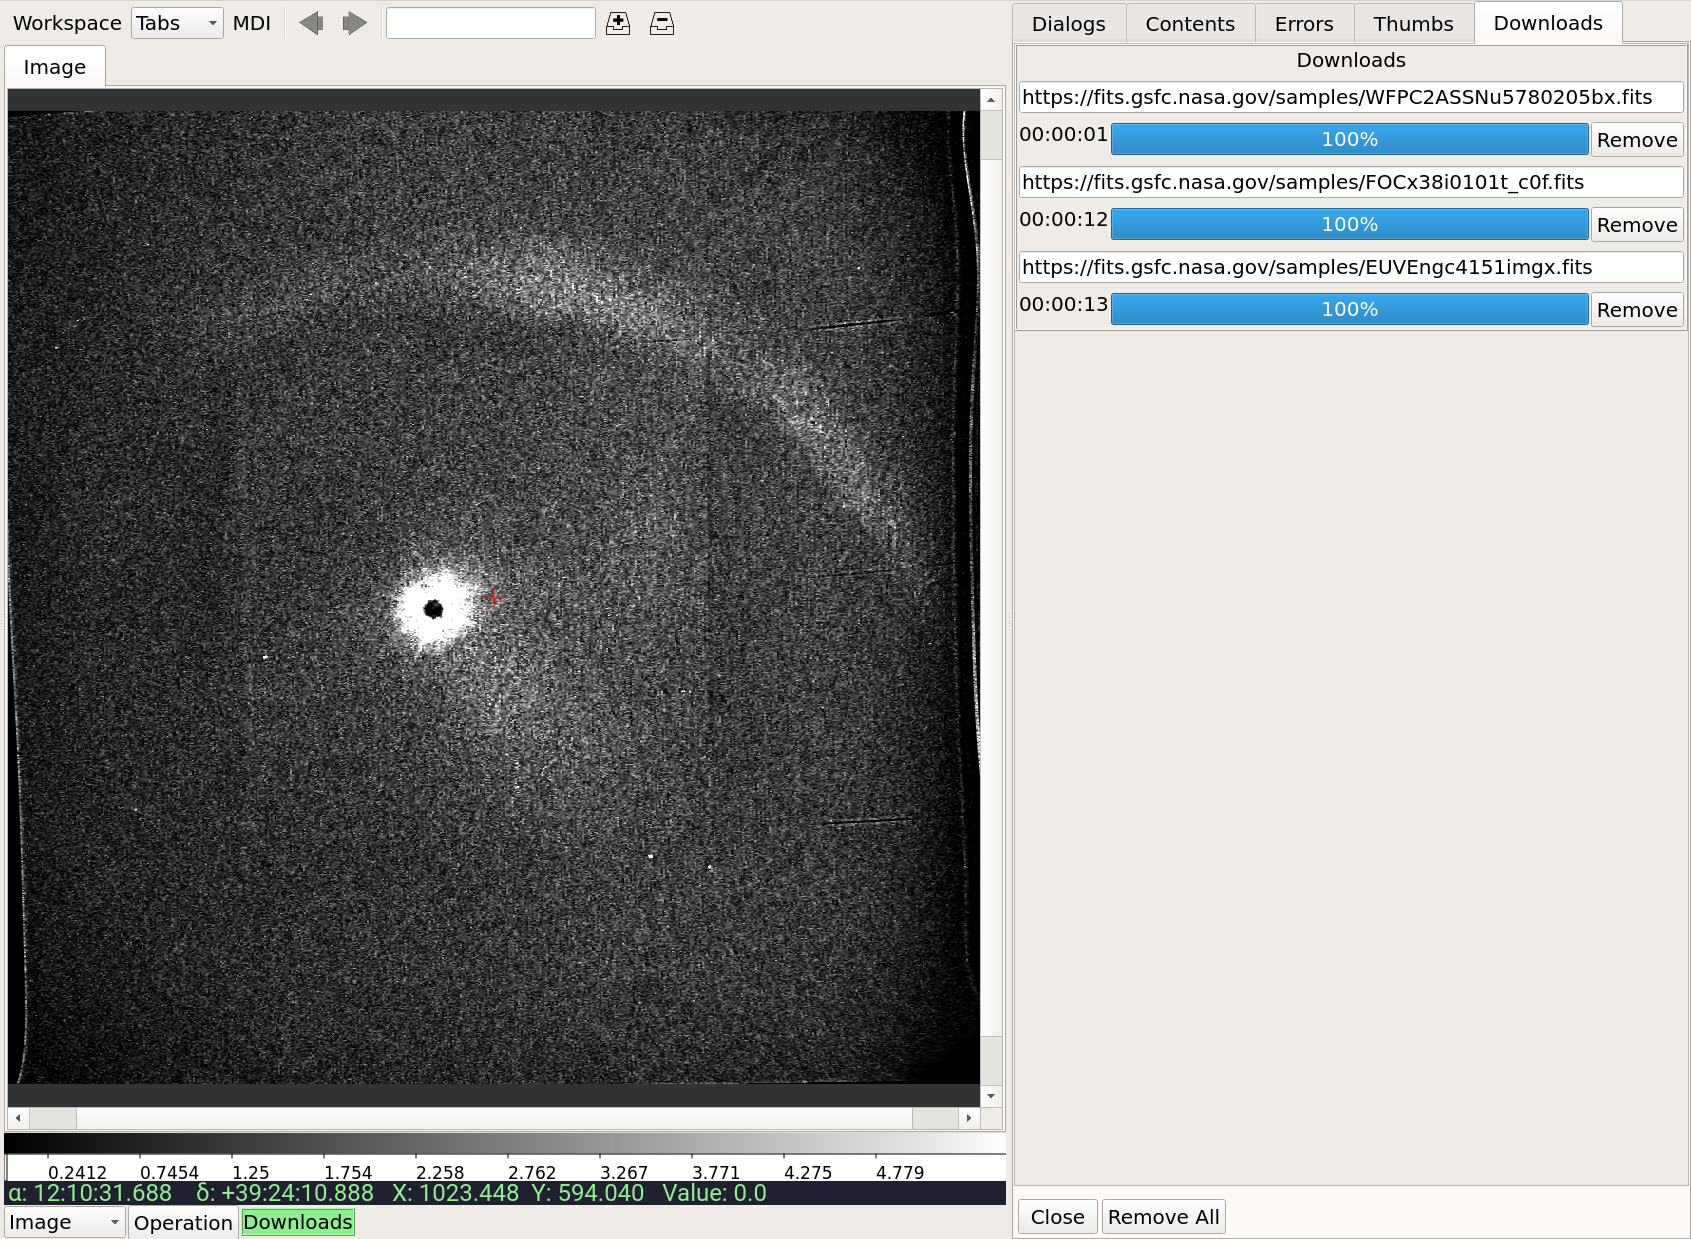 Workspace Tabs MDI
Image
0.2412 0.7454 1.25 1.754 2.258 2.762 3.267 3.771 4.275 4.779
α: 12:10:31.688 δ: +39:24:10.888 X: 1023.448 Y: 594.040 Value: 0.0
Image Operation Downloads
Dialogs Contents Errors Thumbs Downloads
Downloads
https://fits.gsfc.nasa.gov/samples/WFPC2ASSNu5780205bx.fits
00:00:01 100% Remove
https://fits.gsfc.nasa.gov/samples/FOCx38i0101t_c0f.fits
00:00:12 100% Remove
https://fits.gsfc.nasa.gov/samples/EUVEngc4151imgx.fits
00:00:13 100% Remove
Close Remove All